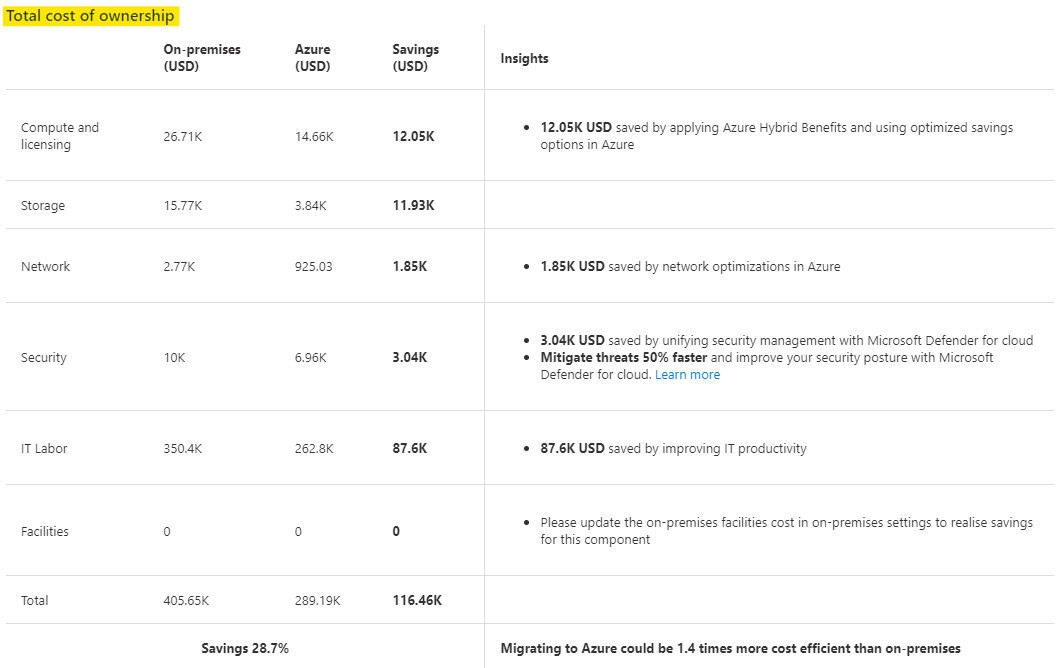 Total cost of ownership
On-premises (USD) Azure (USD) Savings (USD) Insights
Compute and licensing 26.71K 14.66K 12.05K • 12.05K USD saved by applying Azure Hybrid Benefits and using optimized savings
options in Azure
Storage 15.77K 3.84K 11.93K
Network 2.77K 925.03 1.85K • 1.85K USD saved by network optimizations in Azure
Security 10K 6.96K 3.04K • 3.04K USD saved by unifying security management with Microsoft Defender for cloud
• Mitigate threats 50% faster and improve your security posture with Microsoft
Defender for cloud. Learn more
IT Labor 350.4K 262.8K 87.6K • 87.6K USD saved by improving IT productivity
Facilities 0 0 0 • Please update the on-premises facilities cost in on-premises settings to realise savings
for this component
Total 405.65K 289.19K 116.46K
Savings 28.7% Migrating to Azure could be 1.4 times more cost efficient than on-premises